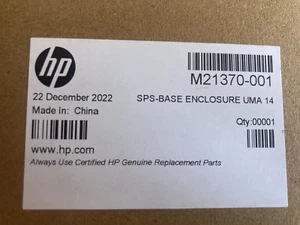 hp
M21370-001
22 December 2022
SPS-BASE ENCLOSURE UMA 14
Made In: China
Qty:00001
www.hp.com
Always Use Certified HP Genuine Replacement Parts